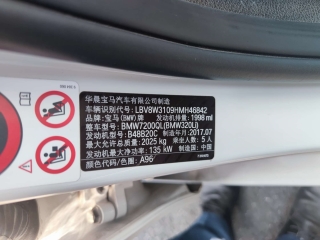 华晨宝马汽车有限公司制造
车辆识别代号: LBV8W3109HMH46842
品牌: 宝马(BMW)牌 发动机排量: 1998 ml
整车型号: BMW7200QL(BMW320Li)
发动机型号: B48B20C 制造年月: 2017.07
最大允许总质量: 2025 kg 乘坐人数: 5 人
发动机最大净功率: 135 kW 制造国: 中国
颜色代码/色号: A96